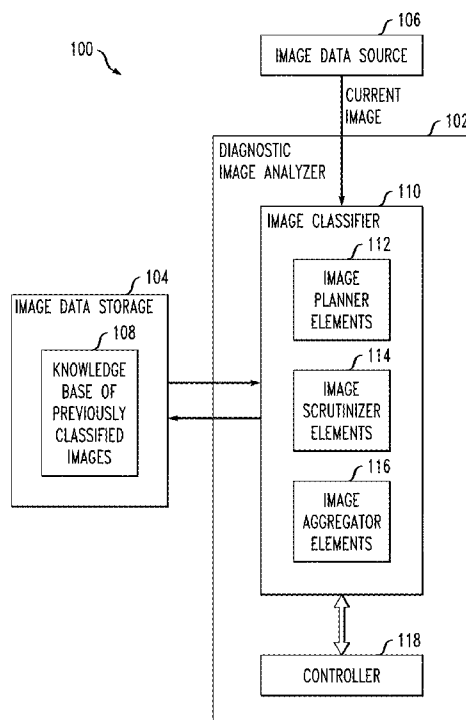 106
100
IMAGE DATA SOURCE
CURRENT
IMAGE
102
DIAGNOSTIC
IMAGE ANALYZER
110
IMAGE CLASSIFIER
112
IMAGE
PLANNER
ELEMENTS
104
IMAGE DATA STORAGE
108
KNOWLEDGE
BASE OF
PREVIOUSLY
CLASSIFIED
IMAGES
114
IMAGE
SCRUTINIZER
ELEMENTS
116
IMAGE
AGGREGATOR
ELEMENTS
118
CONTROLLER